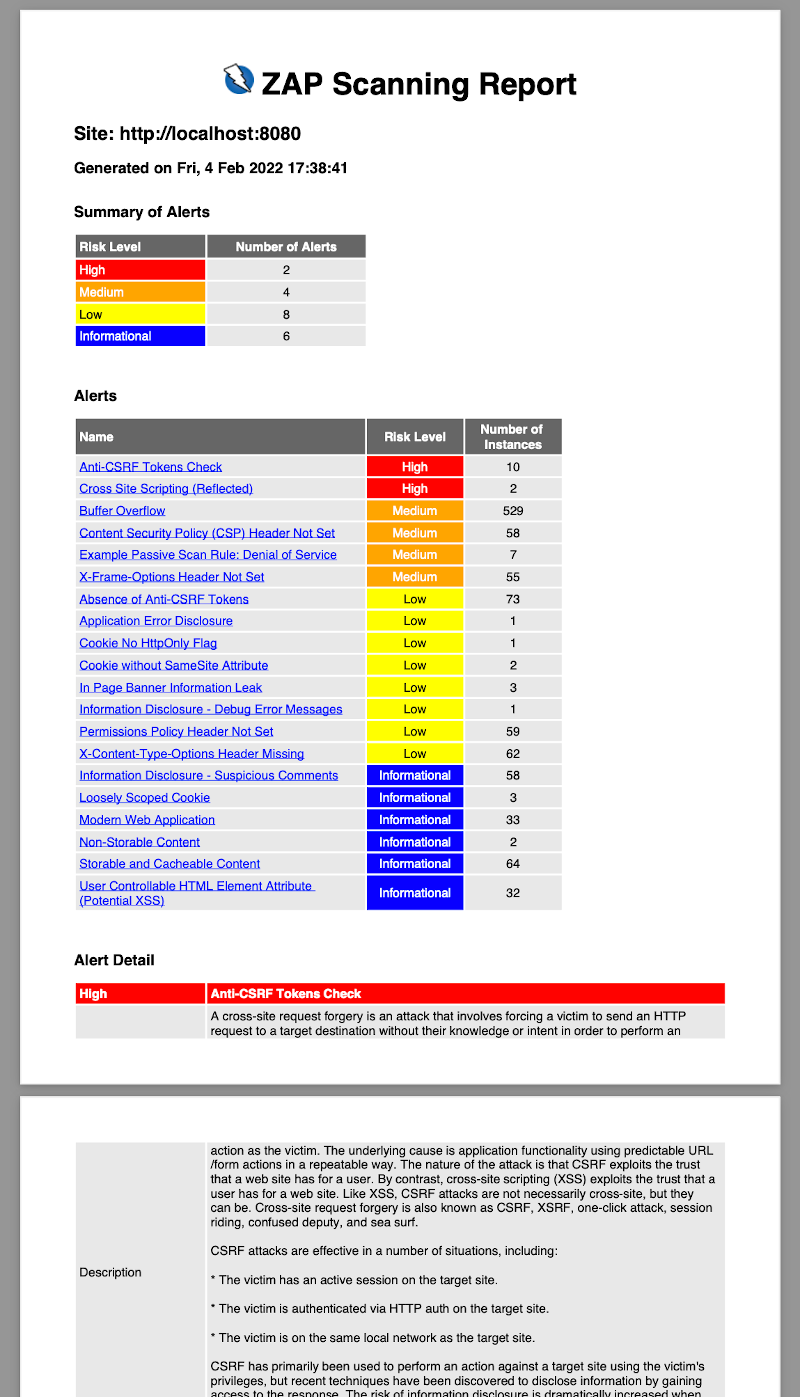 ZAP Scanning Report
Site: http://localhost:8080
Generated on Fri, 4 Feb 2022 17:38:41
Summary of Alerts
Risk Level Number of Alerts
High 2
Medium 4
Low 8
Informational 6
Alerts
Name Risk Level Number of
Instances
Anti-CSRF Tokens Check High 10
Cross Site Scripting (Reflected) High 2
Buffer Overflow Medium 529
Content Security Policy (CSP) Header Not Set Medium 58
Example Passive Scan Rule: Denial of Service Medium 7
X-Frame-Options Header Not Set Medium 55
Absence of Anti-CSRF Tokens Low 73
Application Error Disclosure Low 1
Cookie No HttpOnly Flag Low 1
Cookie without SameSite Attribute Low 2
In Page Banner Information Leak Low 3
Information Disclosure - Debug Error Messages Low 1
Permissions Policy Header Not Set Low 59
X-Content-Type-Options Header Missing Low 62
Information Disclosure - Suspicious Comments Informational 58
Loosely Scoped Cookie Informational 3
Modern Web Application Informational 33
Non-Storable Content Informational 2
Storable and Cacheable Content Informational 64
User Controllable HTML Element Attribute
(Potential XSS) Informational 32
Alert Detail
High Anti-CSRF Tokens Check
A cross-site request forgery is an attack that involves forcing a victim to send an HTTP
request to a target destination without their knowledge or intent in order to perform an
action as the victim. The underlying cause is application functionality using predictable URL
/form actions in a repeatable way. The nature of the attack is that CSRF exploits the trust
that a web site has for a user. By contrast, cross-site scripting (XSS) exploits the trust that a
user has for a web site. Like XSS, CSRF attacks are not necessarily cross-site, but they
can be. Cross-site request forgery is also known as CSRF, XSRF, one-click attack, session
riding, confused deputy, and sea surf.
CSRF attacks are effective in a number of situations, including:
Description
* The victim has an active session on the target site.
* The victim is authenticated via HTTP auth on the target site.
* The victim is on the same local network as the target site.
CSRF has primarily been used to perform an action against a target site using the victim's
privileges, but recent techniques have been discovered to disclose information by gaining
access to the response. The risk of information disclosure is dramatically increased when